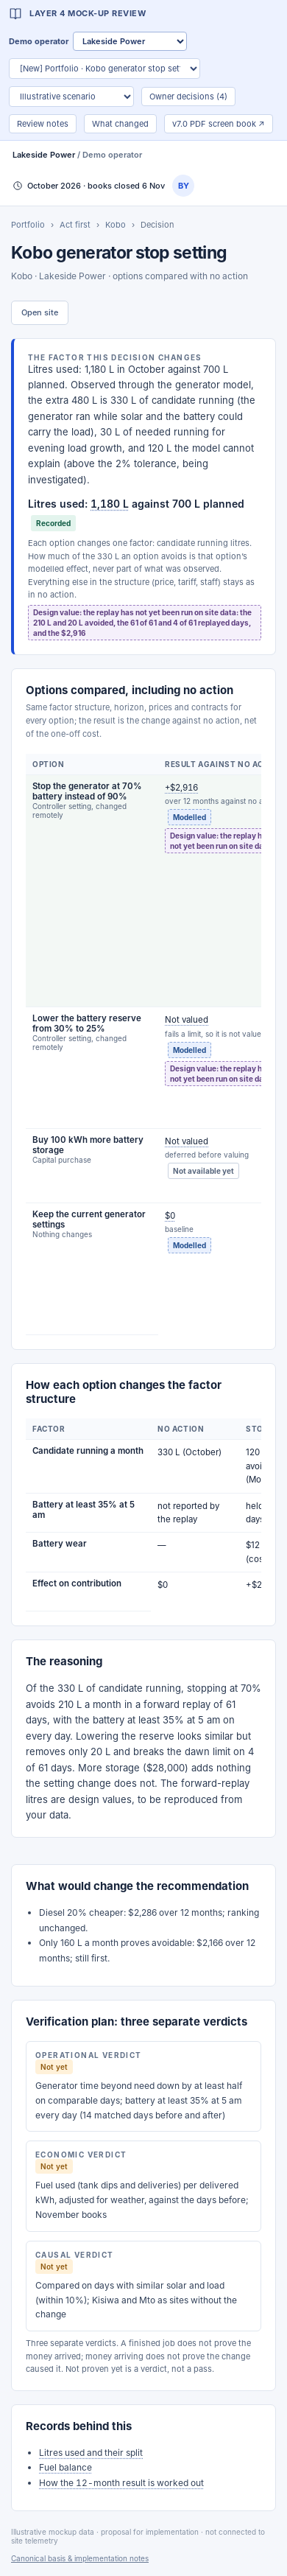 LAYER 4 MOCK-UP REVIEW
Demo operator Lakeside Power
[New] Portfolio · Kobo generator stop set
Illustrative scenario Owner decisions (4)
Review notes What changed v7.0 PDF screen book ↗
Lakeside Power / Demo operator
October 2026 · books closed 6 Nov BY
Portfolio › Act first › Kobo › Decision
Kobo generator stop setting
Kobo · Lakeside Power · options compared with no action
Open site
THE FACTOR THIS DECISION CHANGES
Litres used: 1,180 L in October against 700 L
planned. Observed through the generator model,
the extra 480 L is 330 L of candidate running (the
generator ran while solar and the battery could
carry the load), 30 L of needed running for
evening load growth, and 120 L the model cannot
explain (above the 2% tolerance, being
investigated).
Litres used: 1,180 L against 700 L planned
Recorded
Each option changes one factor: candidate running litres.
How much of the 330 L an option avoids is that option's
modelled effect, never part of what was observed.
Everything else in the structure (price, tariff, staff) stays as
in no action.
Design value: the replay has not yet been run on site data: the
210 L and 20 L avoided, the 61 of 61 and 4 of 61 replayed days,
and the $2,916
Options compared, including no action
Same factor structure, horizon, prices and contracts for
every option; the result is the change against no action, net
of the one-off cost.
OPTION RESULT AGAINST NO AC
Stop the generator at 70%
battery instead of 90%
Controller setting, changed
remotely
+$2,916
over 12 months against no a
Modelled
Design value: the replay h
not yet been run on site da
Lower the battery reserve
from 30% to 25%
Controller setting, changed
remotely
Not valued
fails a limit, so it is not value
Modelled
Design value: the replay h
not yet been run on site da
Buy 100 kWh more battery
storage
Capital purchase
Not valued
deferred before valuing
Not available yet
Keep the current generator
settings
Nothing changes
$0
baseline
Modelled
How each option changes the factor
structure
FACTOR NO ACTION STO
Candidate running a month 330 L (October) 120
avoi
(Mo
Battery at least 35% at 5
am
not reported by
the replay
held
days
Battery wear — $12
(cos
Effect on contribution $0 +$2
The reasoning
Of the 330 L of candidate running, stopping at 70%
avoids 210 L a month in a forward replay of 61
days, with the battery at least 35% at 5 am on
every day. Lowering the reserve looks similar but
removes only 20 L and breaks the dawn limit on 4
of 61 days. More storage ($28,000) adds nothing
the setting change does not. The forward-replay
litres are design values, to be reproduced from
your data.
What would change the recommendation
• Diesel 20% cheaper: $2,286 over 12 months; ranking
unchanged.
• Only 160 L a month proves avoidable: $2,166 over 12
months; still first.
Verification plan: three separate verdicts
OPERATIONAL VERDICT
Not yet
Generator time beyond need down by at least half
on comparable days; battery at least 35% at 5 am
every day (14 matched days before and after)
ECONOMIC VERDICT
Not yet
Fuel used (tank dips and deliveries) per delivered
kWh, adjusted for weather, against the days before;
November books
CAUSAL VERDICT
Not yet
Compared on days with similar solar and load
(within 10%); Kisiwa and Mto as sites without the
change
Three separate verdicts. A finished job does not prove the
money arrived; money arriving does not prove the change
caused it. Not proven yet is a verdict, not a pass.
Records behind this
• Litres used and their split
• Fuel balance
• How the 12-month result is worked out
Illustrative mockup data · proposal for implementation · not connected to
site telemetry
Canonical basis & implementation notes